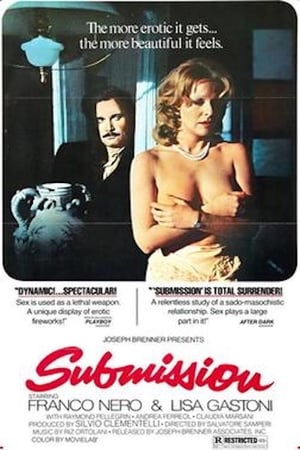 The more erotic it gets...
the more beautiful it feels.
"DYNAMIC!...SPECTACULAR!
Sex is used as a lethal weapon.
A unique display of erotic
fireworks!"
PLAYBOY
"'SUBMISSION' IS TOTAL SURRENDER!
A relentless study of a sado-masochistic
relationship. Sex plays a large
part in it!"
AFTER DARK
JOSEPH BRENNER PRESENTS
Submission
STARRING
FRANCO NERO & LISA GASTONI
WITH RAYMOND PELLEGRIN • ANDREA FERREOL • CLAUDIA MARSANI
PRODUCED BY SILVIO CLEMENTELLI • DIRECTED BY SALVATORE SAMPERI
MUSIC BY RIZ ORTOLANI • RELEASED BY JOSEPH BRENNER ASSOCIATES, INC.
COLOR BY MOVIELAB
R RESTRICTED